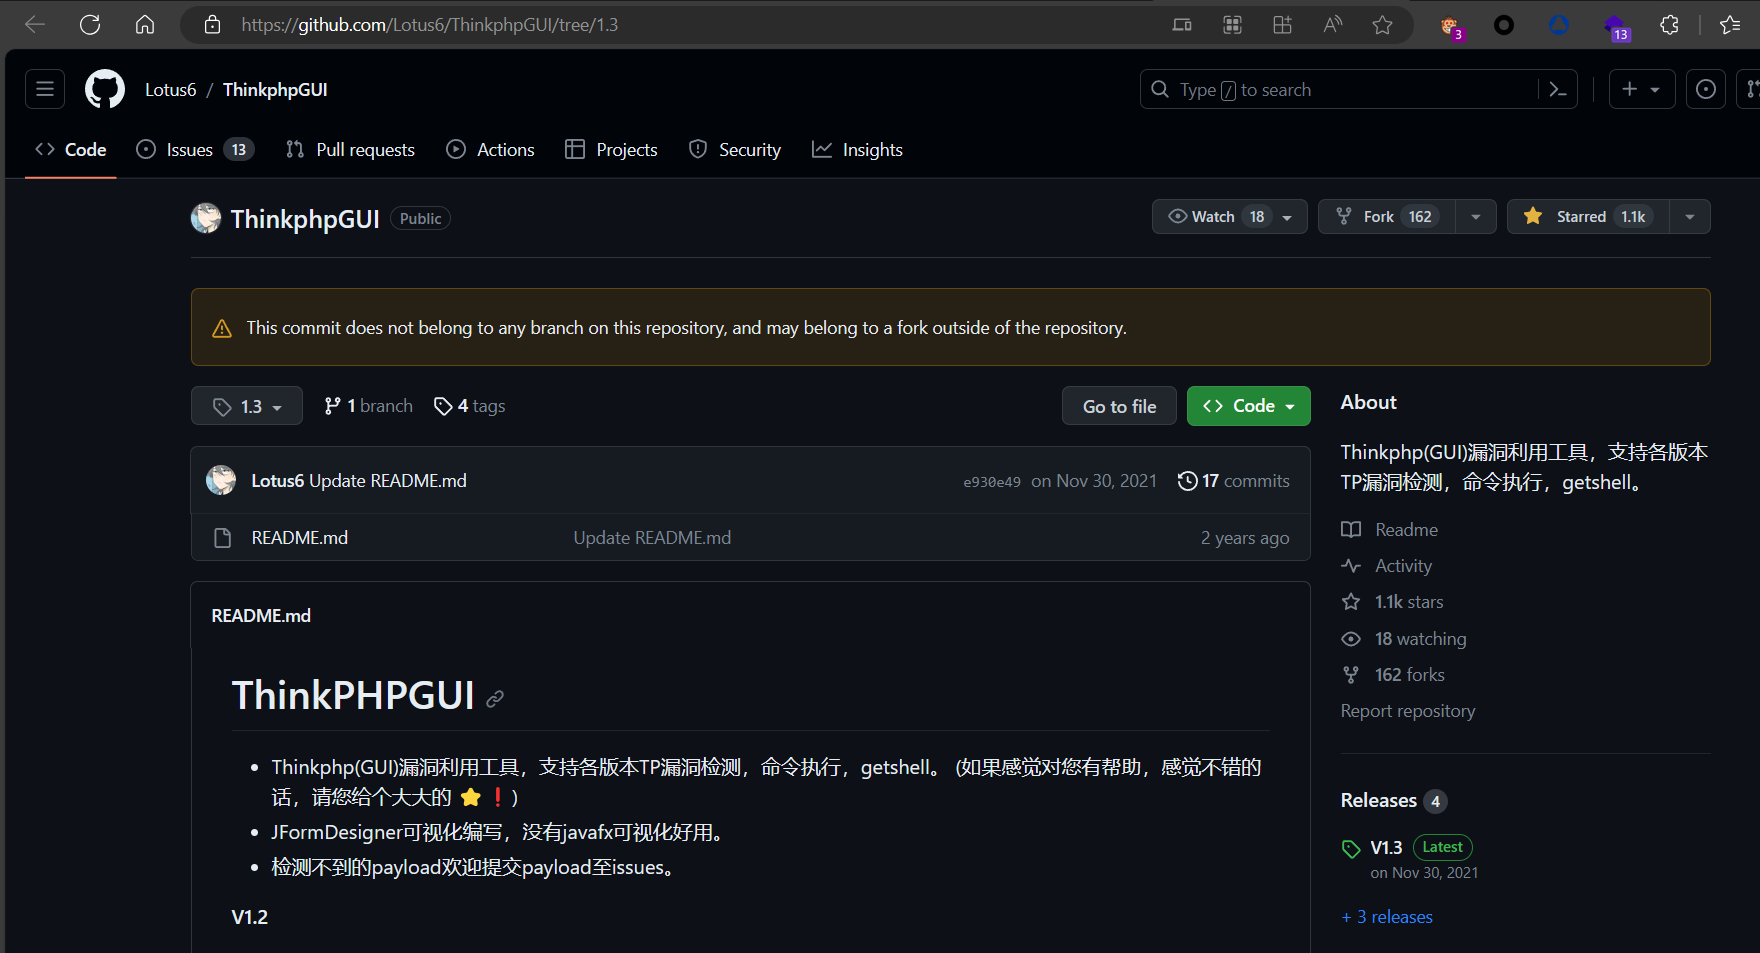 https://github.com/Lotus6/ThinkphpGUI/tree/1.3
3
13
Lotus6 / ThinkphpGUI
Type / to search
Code
Issues 13
Pull requests
Actions
Projects
Security
Insights
ThinkphpGUI Public
Watch 18
Fork 162
Starred 1.1k
This commit does not belong to any branch on this repository, and may belong to a fork outside of the repository.
1.3
1 branch
4 tags
Go to file
Code
Lotus6 Update README.md
e930e49 on Nov 30, 2021
17 commits
README.md
Update README.md
2 years ago
README.md
ThinkPHPGUI
• Thinkphp(GUI)漏洞利用工具，支持各版本TP漏洞检测，命令执行，getshell。 (如果感觉对您有帮助，感觉不错的
话，请您给个大大的 ⭐❗)
• JFormDesigner可视化编写，没有javafx可视化好用。
• 检测不到的payload欢迎提交payload至issues。
V1.2
About
Thinkphp(GUI)漏洞利用工具，支持各版本
TP漏洞检测，命令执行，getshell。
Readme
Activity
1.1k stars
18 watching
162 forks
Report repository
Releases 4
V1.3 Latest
on Nov 30, 2021
+ 3 releases